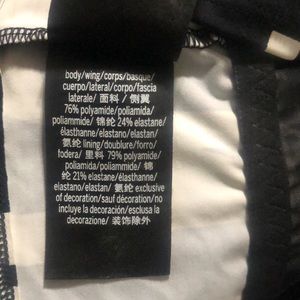 body/wing/corps/basque/
cuerpo/lateral/corpo/fascia
laterale/ 面料 / 侧翼
76% polyamide/poliamida/
poliammide/ 锦纶 24% elastane/
élasthanne/elastano/elastan/
氨纶 lining/doublure/forro/
fodera/ 里料 79% polyamide/
poliamida/poliammide/ 锦
纶 21% elastane/élasthanne/
elastano/elastan/ 氨纶 exclusive
of decoration/sauf décoration/no
incluye la decoración/esclusa la
decorazione/ 装饰除外